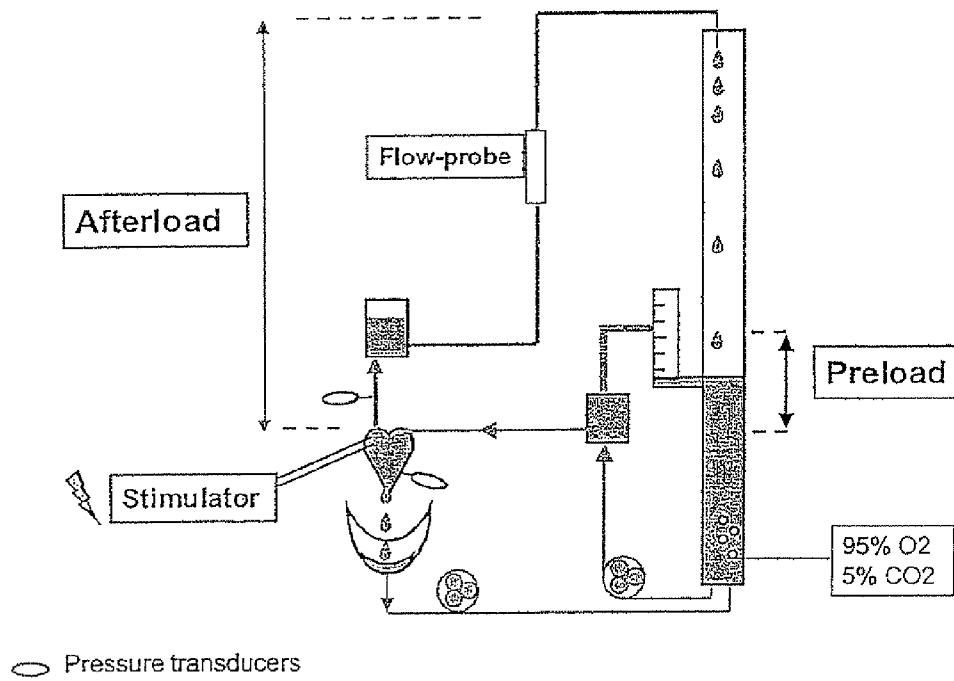 Flow-probe
Afterload
Preload
Stimulator
95% O2
5% CO2
Pressure transducers